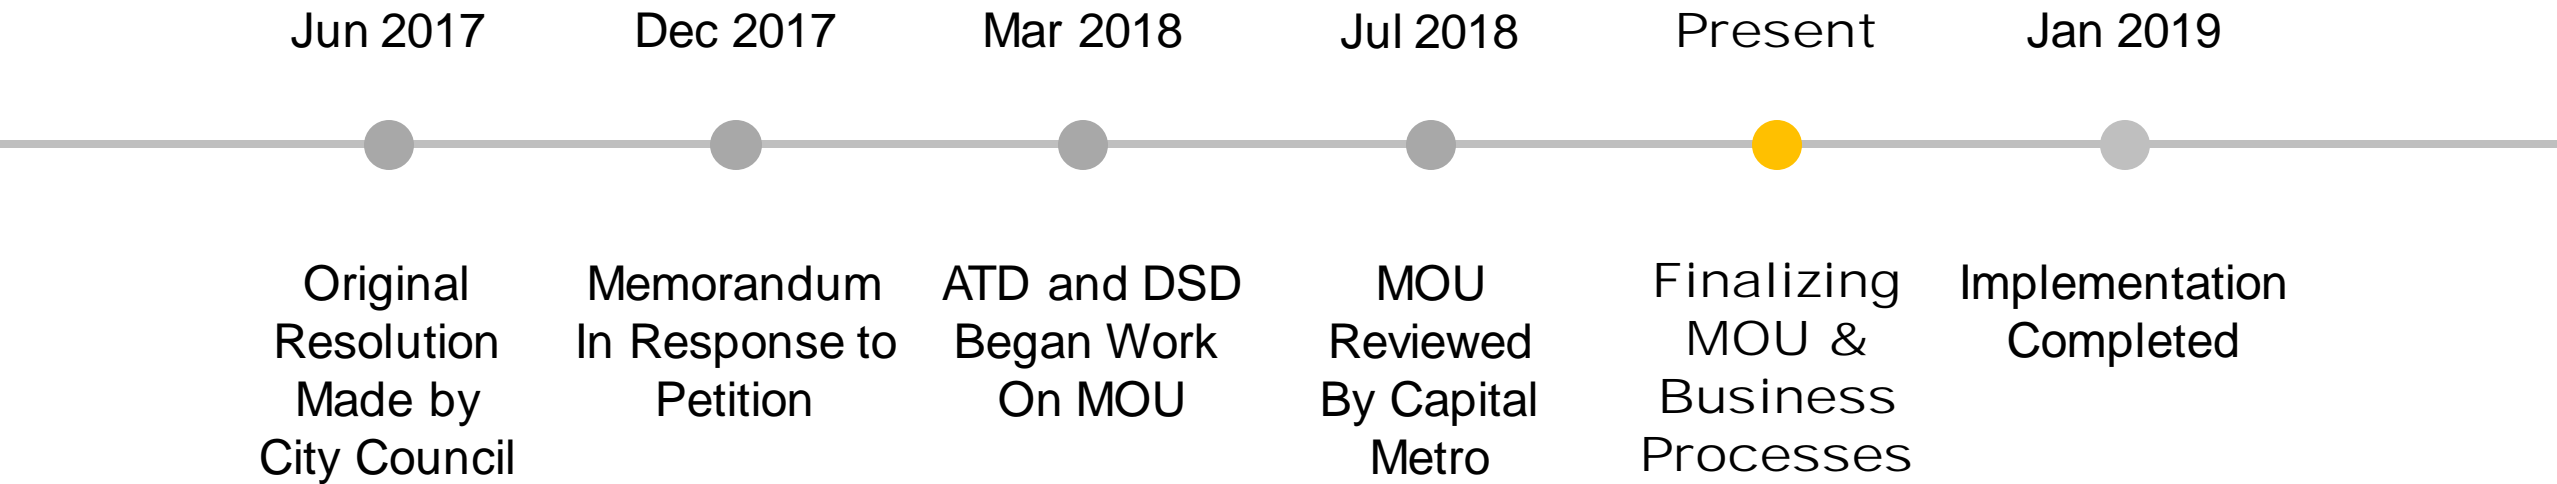 Jun 2017
Dec 2017
Mar 2018
Jul 2018
Present
Jan 2019
Original
Resolution
Made by
City Council
Memorandum
In Response to
Petition
ATD and DSD
Began Work
On MOU
MOU
Reviewed
By Capital
Metro
Finalizing
MOU &
Business
Processes
Implementation
Completed